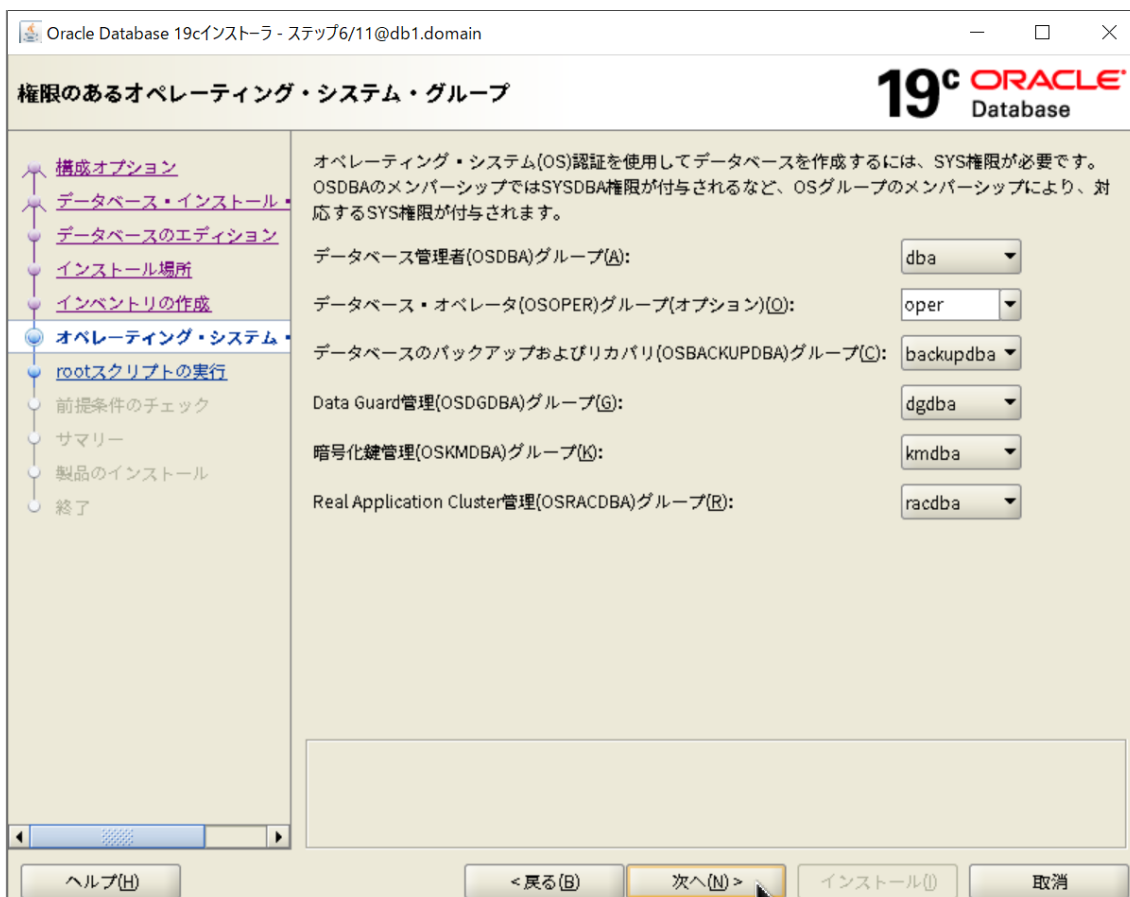 Oracle Database 19cインストーラ - ステップ6/11@db1.domain
権限のあるオペレーティング・システム・グループ
19c ORACLE
Database
構成オプション
データベース・インストール・
データベースのエディション
インストール場所
インベントリの作成
オペレーティング・システム・
rootスクリプトの実行
前提条件のチェック
サマリー
製品のインストール
終了
オペレーティング・システム(OS)認証を使用してデータベースを作成するには、SYS権限が必要です。
OSDBAのメンバーシップではSYSDBA権限が付与されるなど、OSグループのメンバーシップにより、対
応するSYS権限が付与されます。
データベース管理者(OSDBA)グループ(A): dba
データベース・オペレータ(OSOPER)グループ(オプション)(O): oper
データベースのバックアップおよびリカバリ(OSBACKUPDBA)グループ(C): backupdba
Data Guard管理(OSDGDBA)グループ(G): dgdba
暗号化鍵管理(OSKMDBA)グループ(K): kmdba
Real Application Cluster管理(OSRACDBA)グループ(R): racdba
ヘルプ(H) <戻る(B) 次へ(N)> インストール(I) 取消